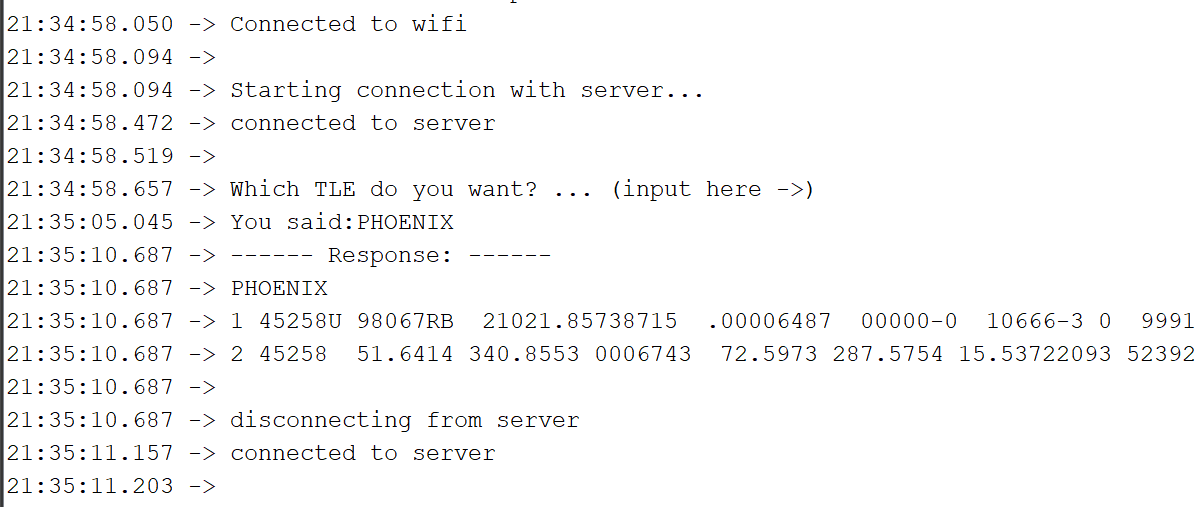 21:34:58.050 -> Connected to wifi
21:34:58.094 ->
21:34:58.094 -> Starting connection with server...
21:34:58.472 -> connected to server
21:34:58.519 ->
21:34:58.657 -> Which TLE do you want? ... (input here ->)
21:35:05.045 -> You said:PHOENIX
21:35:10.687 -> ------ Response: ------
21:35:10.687 -> PHOENIX
21:35:10.687 -> 1 45258U 98067RB  21021.85738715  .00006487  00000-0  10666-3 0  9991
21:35:10.687 -> 2 45258  51.6414 340.8553 0006743  72.5973 287.5754 15.53722093 52392
21:35:10.687 ->
21:35:10.687 -> disconnecting from server
21:35:11.157 -> connected to server
21:35:11.203 ->